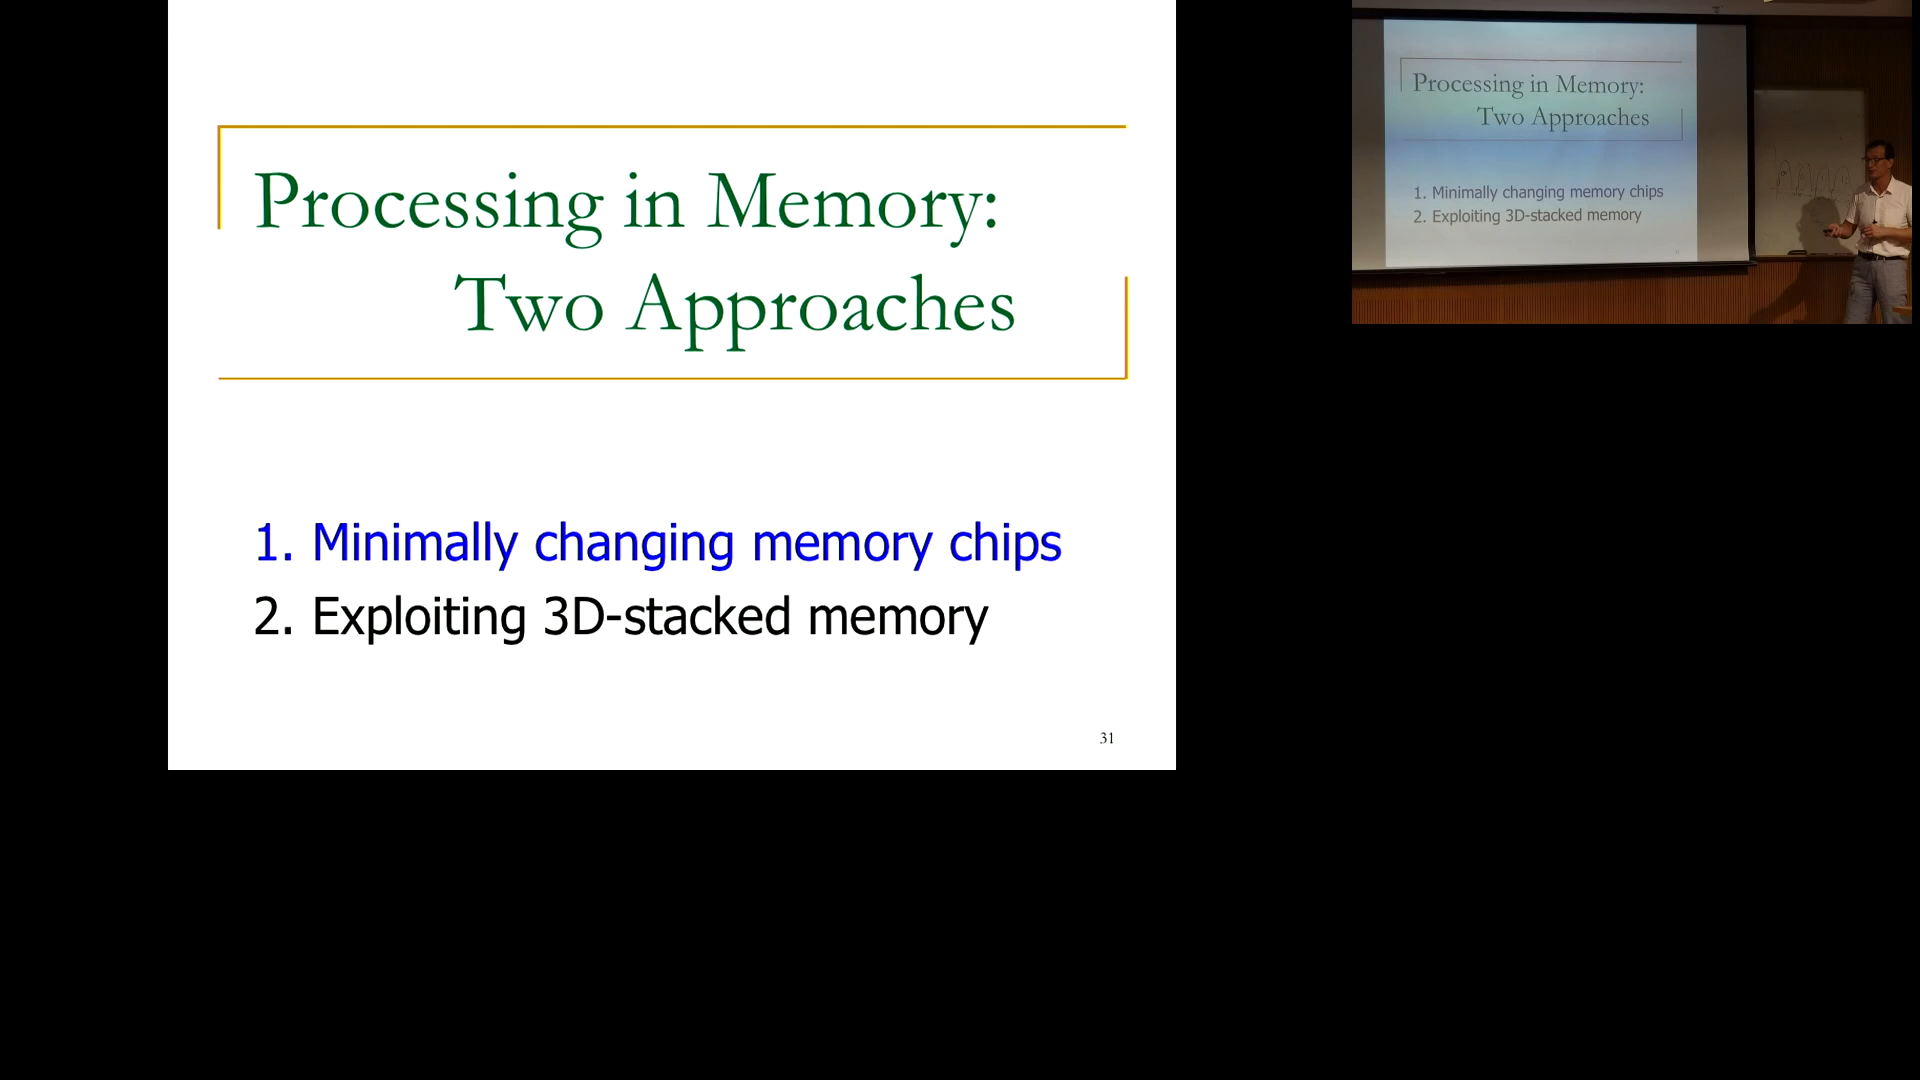 Processing in Memory:
Two Approaches
1. Minimally changing memory chips
2. Exploiting 3D-stacked memory
31
Processing in Memory:
Two Approaches
1. Minimally changing memory chips
2. Exploiting 3D-stacked memory